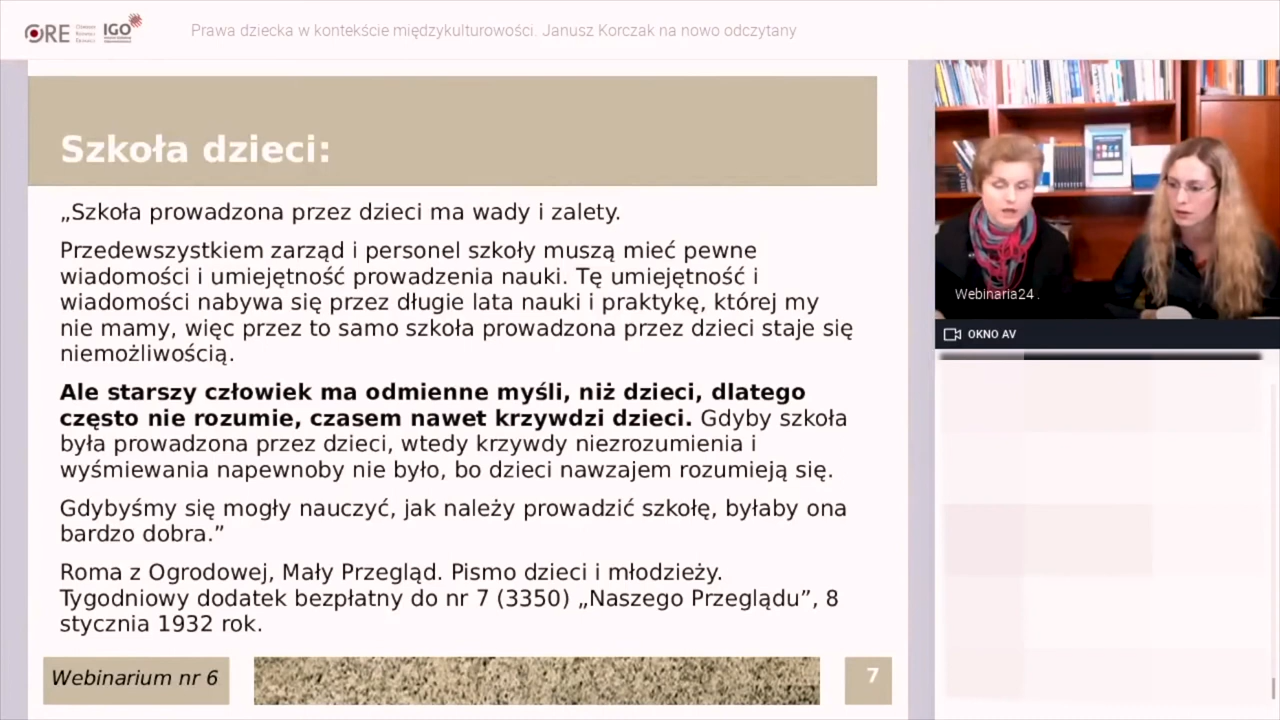 ORE
IGO
Prawa dziecka w kontekście międzykulturowości. Janusz Korczak na nowo odczytany
Szkoła dzieci:
„Szkoła prowadzona przez dzieci ma wady i zalety.
Przedewszystkiem zarząd i personel szkoły muszą mieć pewne
wiadomości i umiejętność prowadzenia nauki. Tę umiejętność i
wiadomości nabywa się przez długie lata nauki i praktykę, której my
nie mamy, więc przez to samo szkoła prowadzona przez dzieci staje się
niemożliwością.
Ale starszy człowiek ma odmienne myśli, niż dzieci, dlatego
często nie rozumie, czasem nawet krzywdzi dzieci. Gdyby szkoła
była prowadzona przez dzieci, wtedy krzywdy niezrozumienia i
wyśmiewania napewnoby nie było, bo dzieci nawzajem rozumieją się.
Gdybyśmy się mogły nauczyć, jak należy prowadzić szkołę, byłaby ona
bardzo dobra.”
Roma z Ogrodowej, Mały Przegląd. Pismo dzieci i młodzieży.
Tygodniowy dodatek bezpłatny do nr 7 (3350) „Naszego Przeglądu”, 8
stycznia 1932 rok.
Webinarium nr 6
7
Webinaria24 .
OKNO AV